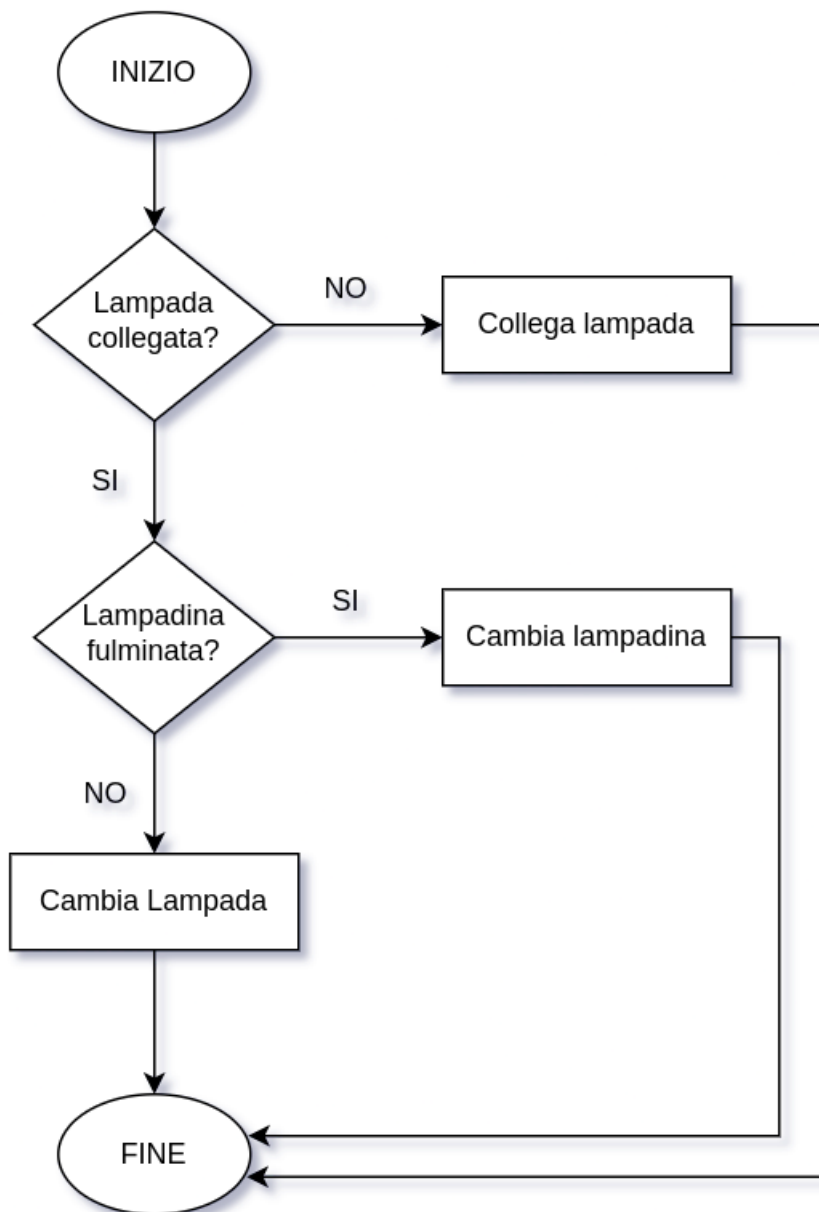 INIZIO
Lampada
collegata?
NO
Collega lampada
SI
Lampadina
fulminata?
SI
Cambia lampadina
NO
Cambia Lampada
FINE